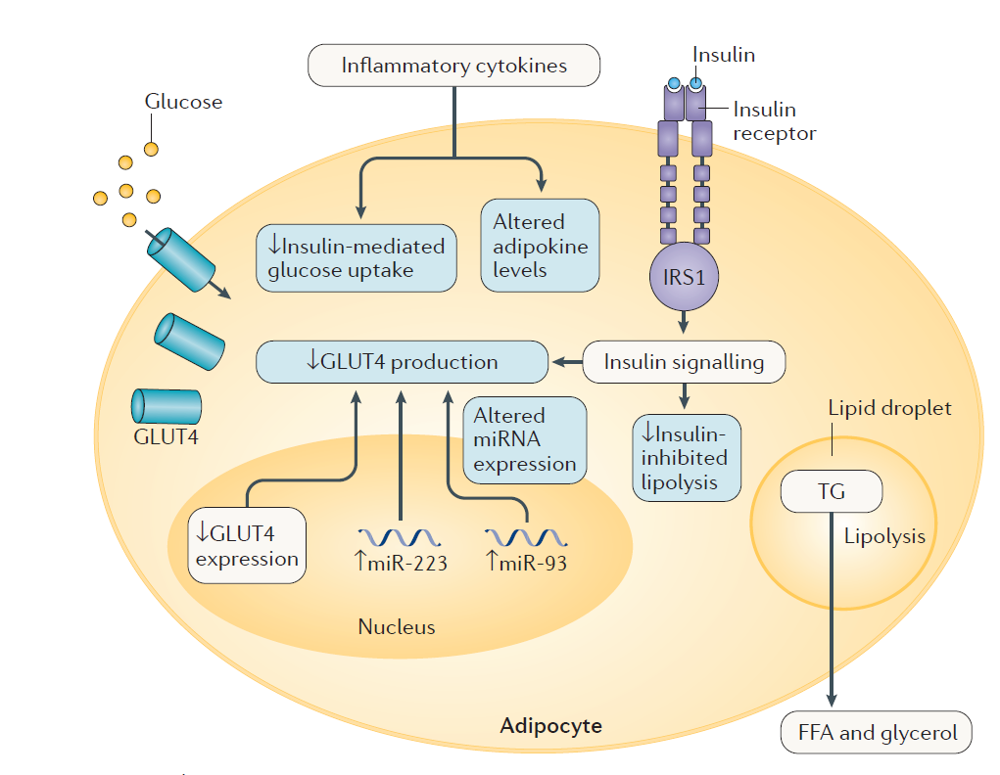 Inflammatory cytokines
Insulin
Glucose
Insulin
receptor
↓Insulin-mediated
glucose uptake
Altered
adipokine
levels
IRS1
↓GLUT4 production
Insulin signalling
GLUT4
Altered
miRNA
expression
↓Insulin-
inhibited
lipolysis
Lipid droplet
TG
Lipolysis
↓GLUT4
expression
↑miR-223
↑miR-93
Nucleus
Adipocyte
FFA and glycerol